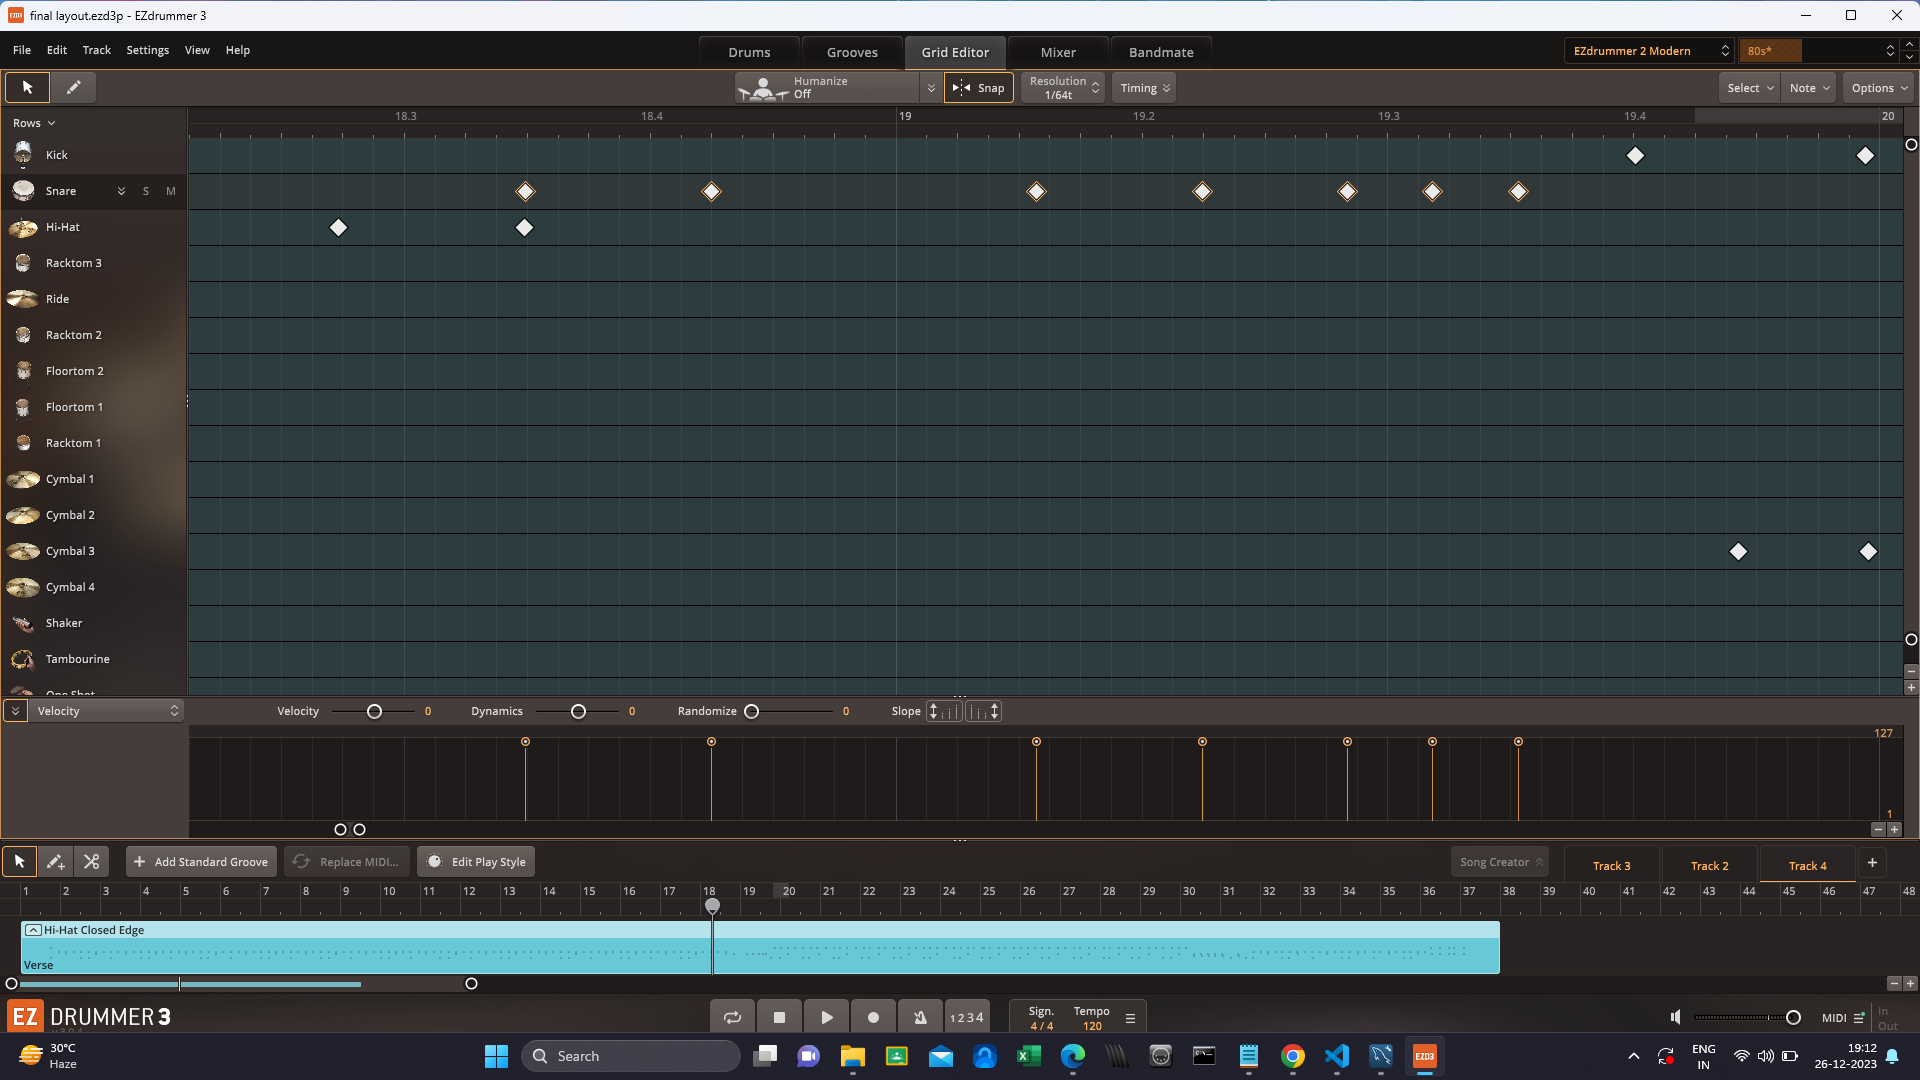 final layout.ezd3p - EZdrummer 3
File Edit Track Settings View Help
Drums Grooves Grid Editor Mixer Bandmate
EZdrummer 2 Modern 80s*
Humanize
Off
Snap
Resolution
1/64t
Timing
Select Note Options
Rows
18.3 18.4 19 19.2 19.3 19.4 20
Kick
Snare S M
Hi-Hat
Racktom 3
Ride
Racktom 2
Floortom 2
Floortom 1
Racktom 1
Cymbal 1
Cymbal 2
Cymbal 3
Cymbal 4
Shaker
Tambourine
One Shot
Velocity Velocity 0 Dynamics 0 Randomize 0 Slope
127
1
Add Standard Groove Replace MIDI... Edit Play Style Song Creator Track 3 Track 2 Track 4 +
1 2 3 4 5 6 7 8 9 10 11 12 13 14 15 16 17 18 19 20 21 22 23 24 25 26 27 28 29 30 31 32 33 34 35 36 37 38 39 40 41 42 43 44 45 46 47 48
Hi-Hat Closed Edge
Verse
EZ DRUMMER 3
1234
Sign. Tempo
4 / 4 120
MIDI In
Out
30°C
Haze
Search
EZD3
ENG
IN
19:12
26-12-2023